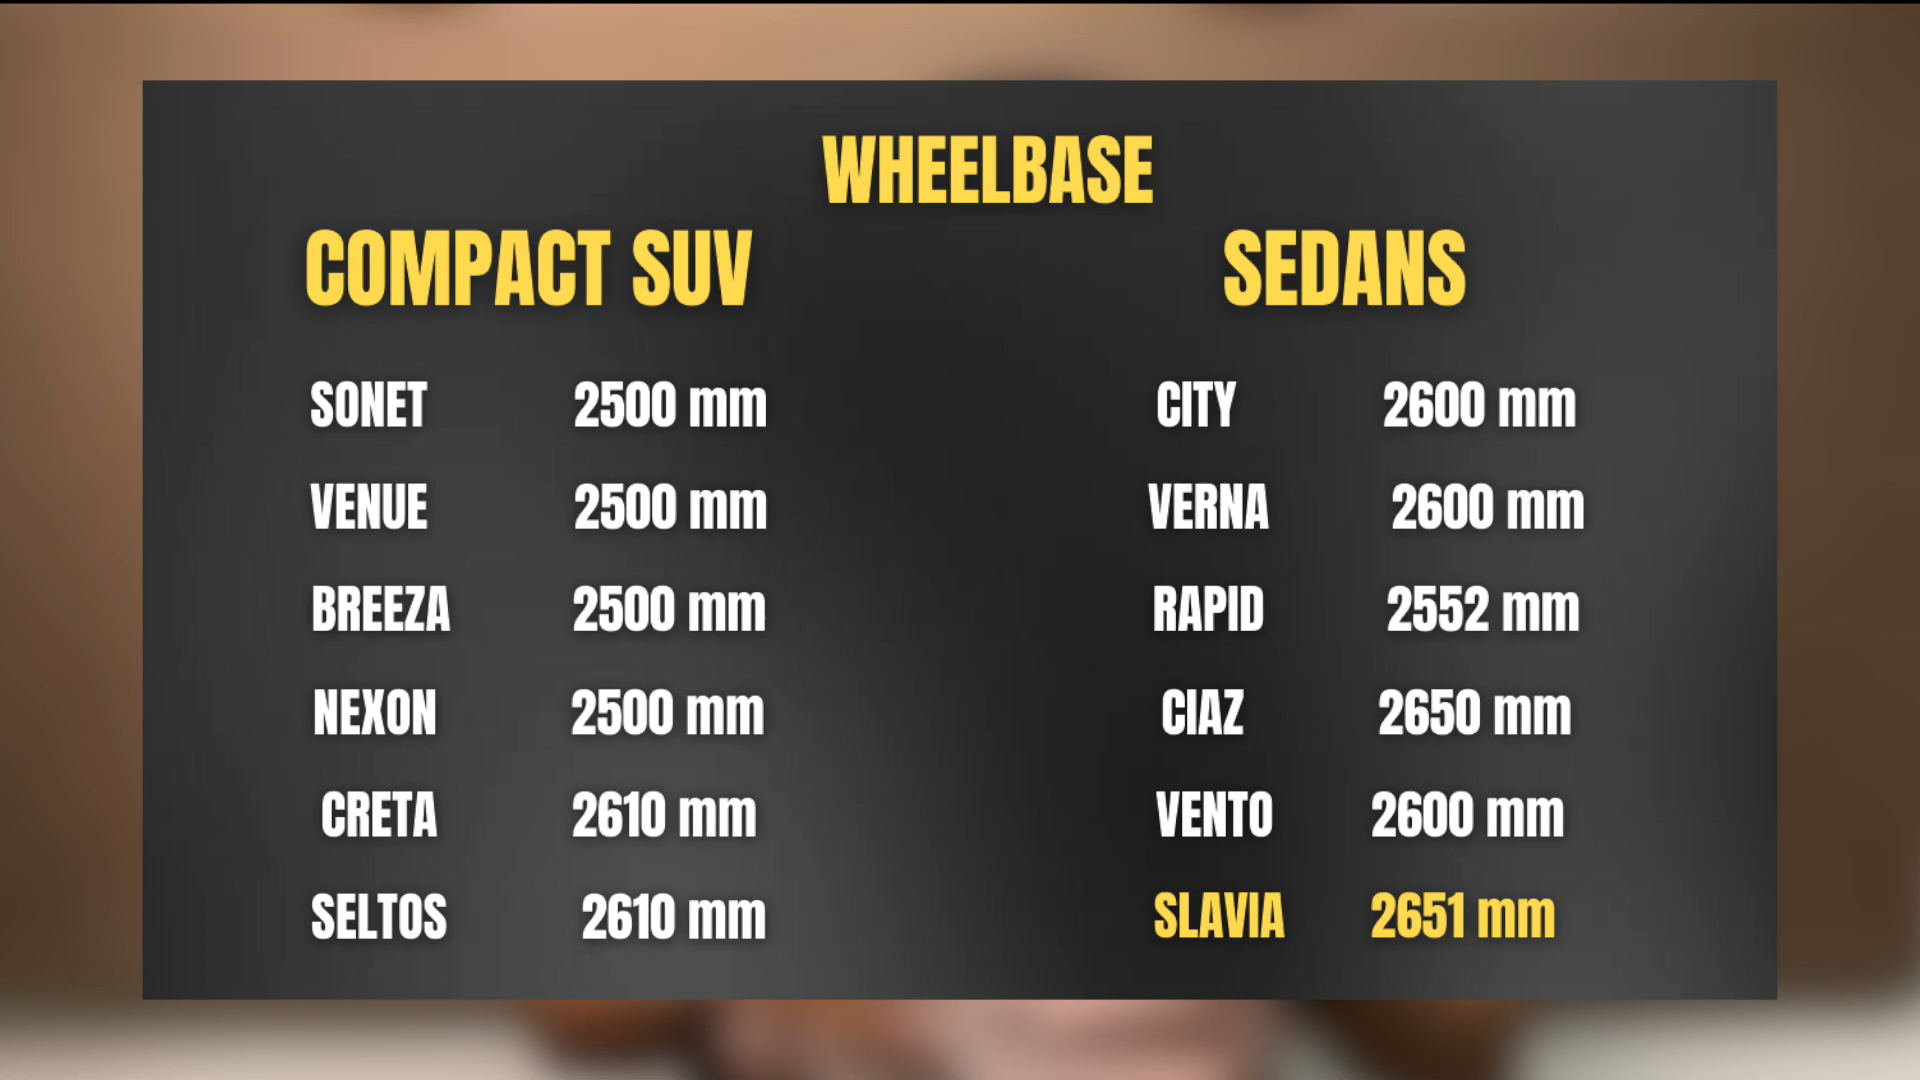 WHEELBASE
COMPACT SUV
SONET 2500 mm
VENUE 2500 mm
BREEZA 2500 mm
NEXON 2500 mm
CRETA 2610 mm
SELTOS 2610 mm
SEDANS
CITY 2600 mm
VERNA 2600 mm
RAPID 2552 mm
CIAZ 2650 mm
VENTO 2600 mm
SLAVIA 2651 mm